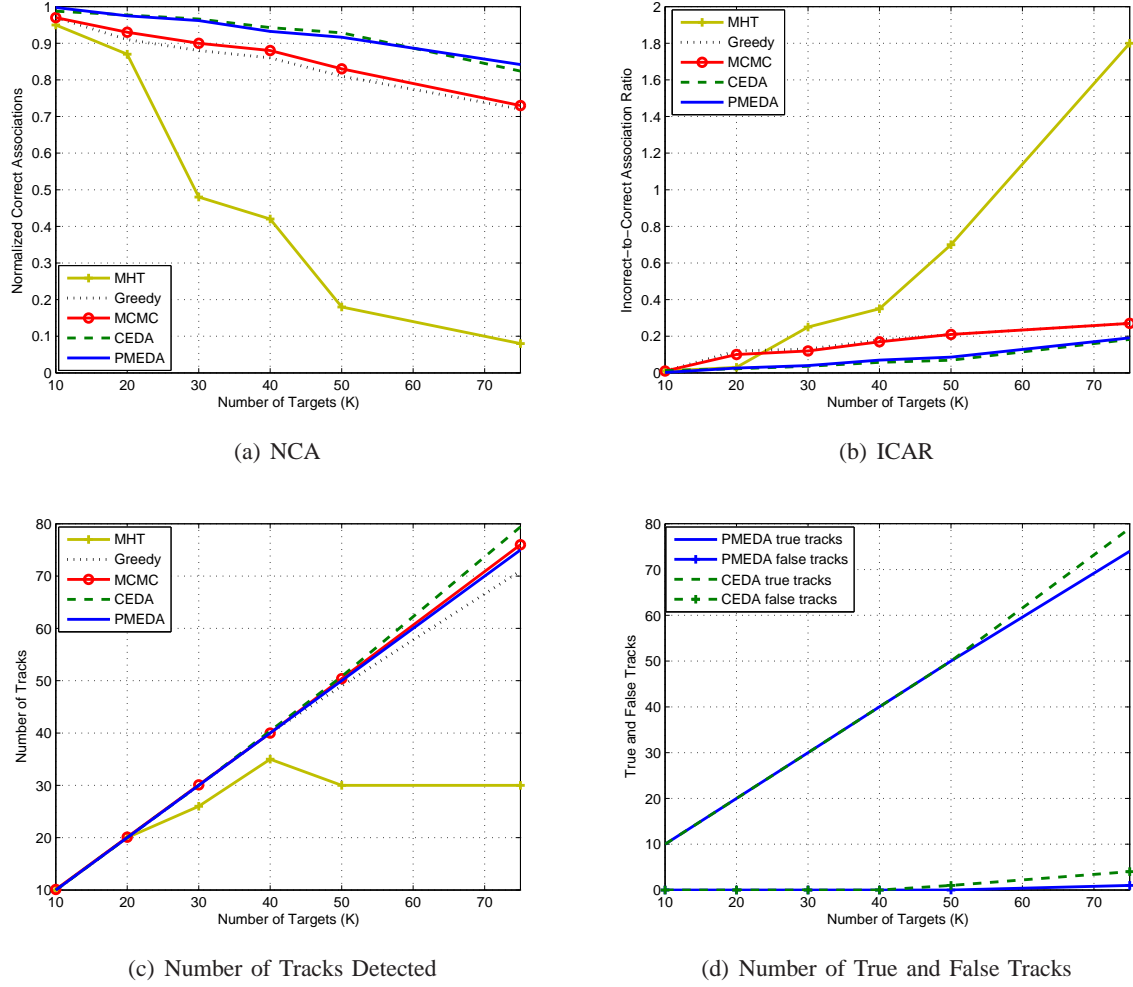 1
0.9
0.8
0.7
0.6
0.5
0.4
0.3
0.2
0.1
0
10 20 30 40 50 60 70
Normalized Correct Associations
Number of Targets (K)
MHT
Greedy
MCMC
CEDA
PMEDA
(a) NCA
2
1.8
1.6
1.4
1.2
1
0.8
0.6
0.4
0.2
0
10 20 30 40 50 60 70
Incorrect−to−Correct Association Ratio
Number of Targets (K)
MHT
Greedy
MCMC
CEDA
PMEDA
(b) ICAR
80
70
60
50
40
30
20
10
10 20 30 40 50 60 70
Number of Tracks
Number of Targets (K)
MHT
Greedy
MCMC
CEDA
PMEDA
(c) Number of Tracks Detected
80
70
60
50
40
30
20
10
0
10 20 30 40 50 60 70
True and False Tracks
Number of Targets (K)
PMEDA true tracks
PMEDA false tracks
CEDA true tracks
CEDA false tracks
(d) Number of True and False Tracks